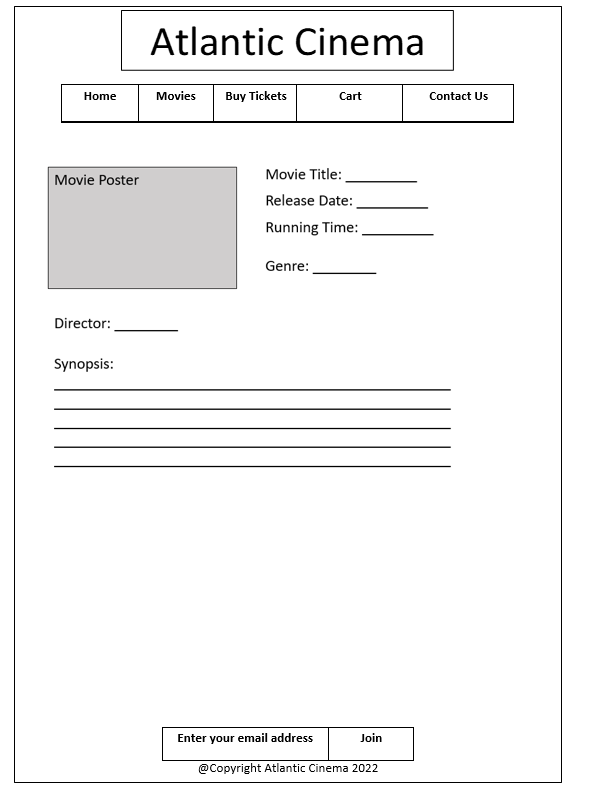 Atlantic Cinema
Home Movies Buy Tickets Cart Contact Us
Movie Poster
Movie Title: _________
Release Date: _________
Running Time: _________
Genre: ________
Director: ________
Synopsis:
Enter your email address Join
@Copyright Atlantic Cinema 2022